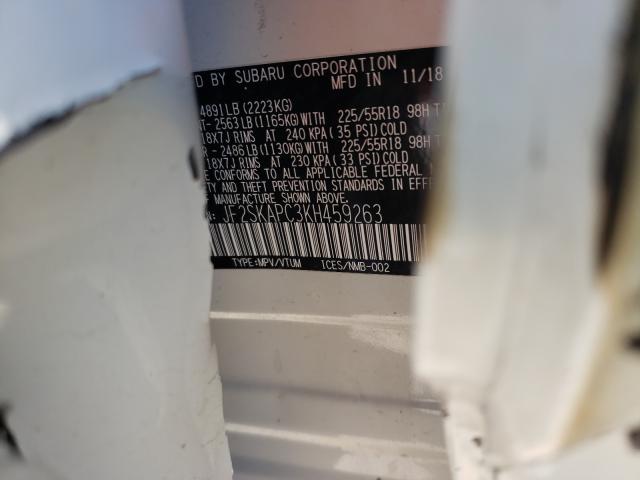 D BY SUBARU CORPORATION
MFD IN 11/18
4891LB (2223KG)
T- 2563LB(1165KG) WITH 225/55R18 98H
8X7J RIMS AT 240 KPA (35 PSI) COLD
R - 2486LB(1130KG) WITH 225/55R18 98H
18X7J RIMS AT 230 KPA (33 PSI) COLD
E CONFORMS TO ALL APPLICABLE FEDERAL
TY AND THEFT PREVENTION STANDARDS IN EFFE
OF MANUFACTURE SHOWN ABOVE.
JF2SKAPC3KH459263
TYPE:MPV/VTUM ICES/NMB-002